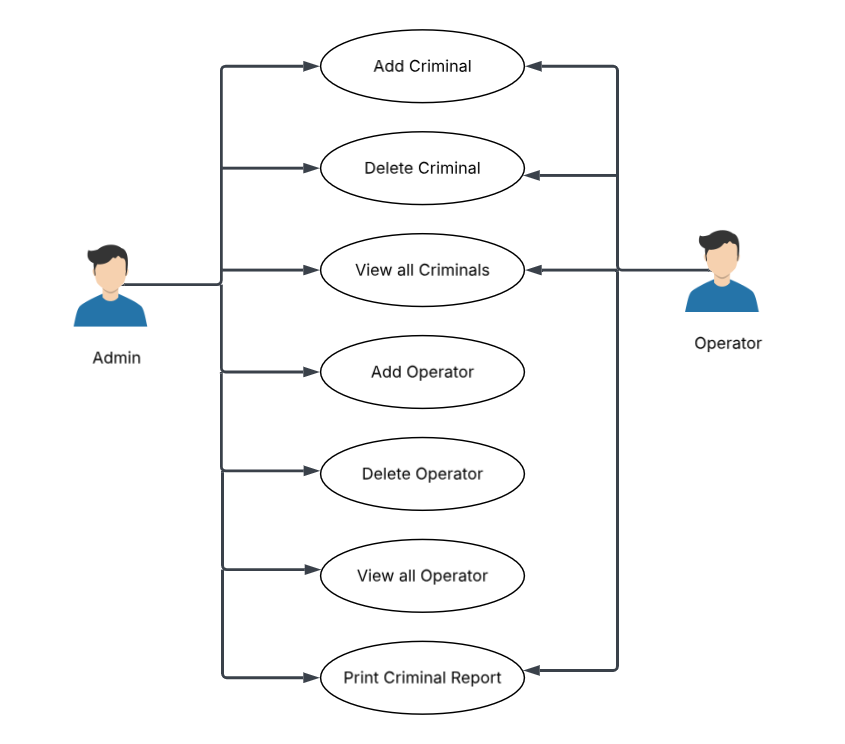 Add Criminal
Delete Criminal
View all Criminals
Admin
Operator
Add Operator
Delete Operator
View all Operator
Print Criminal Report